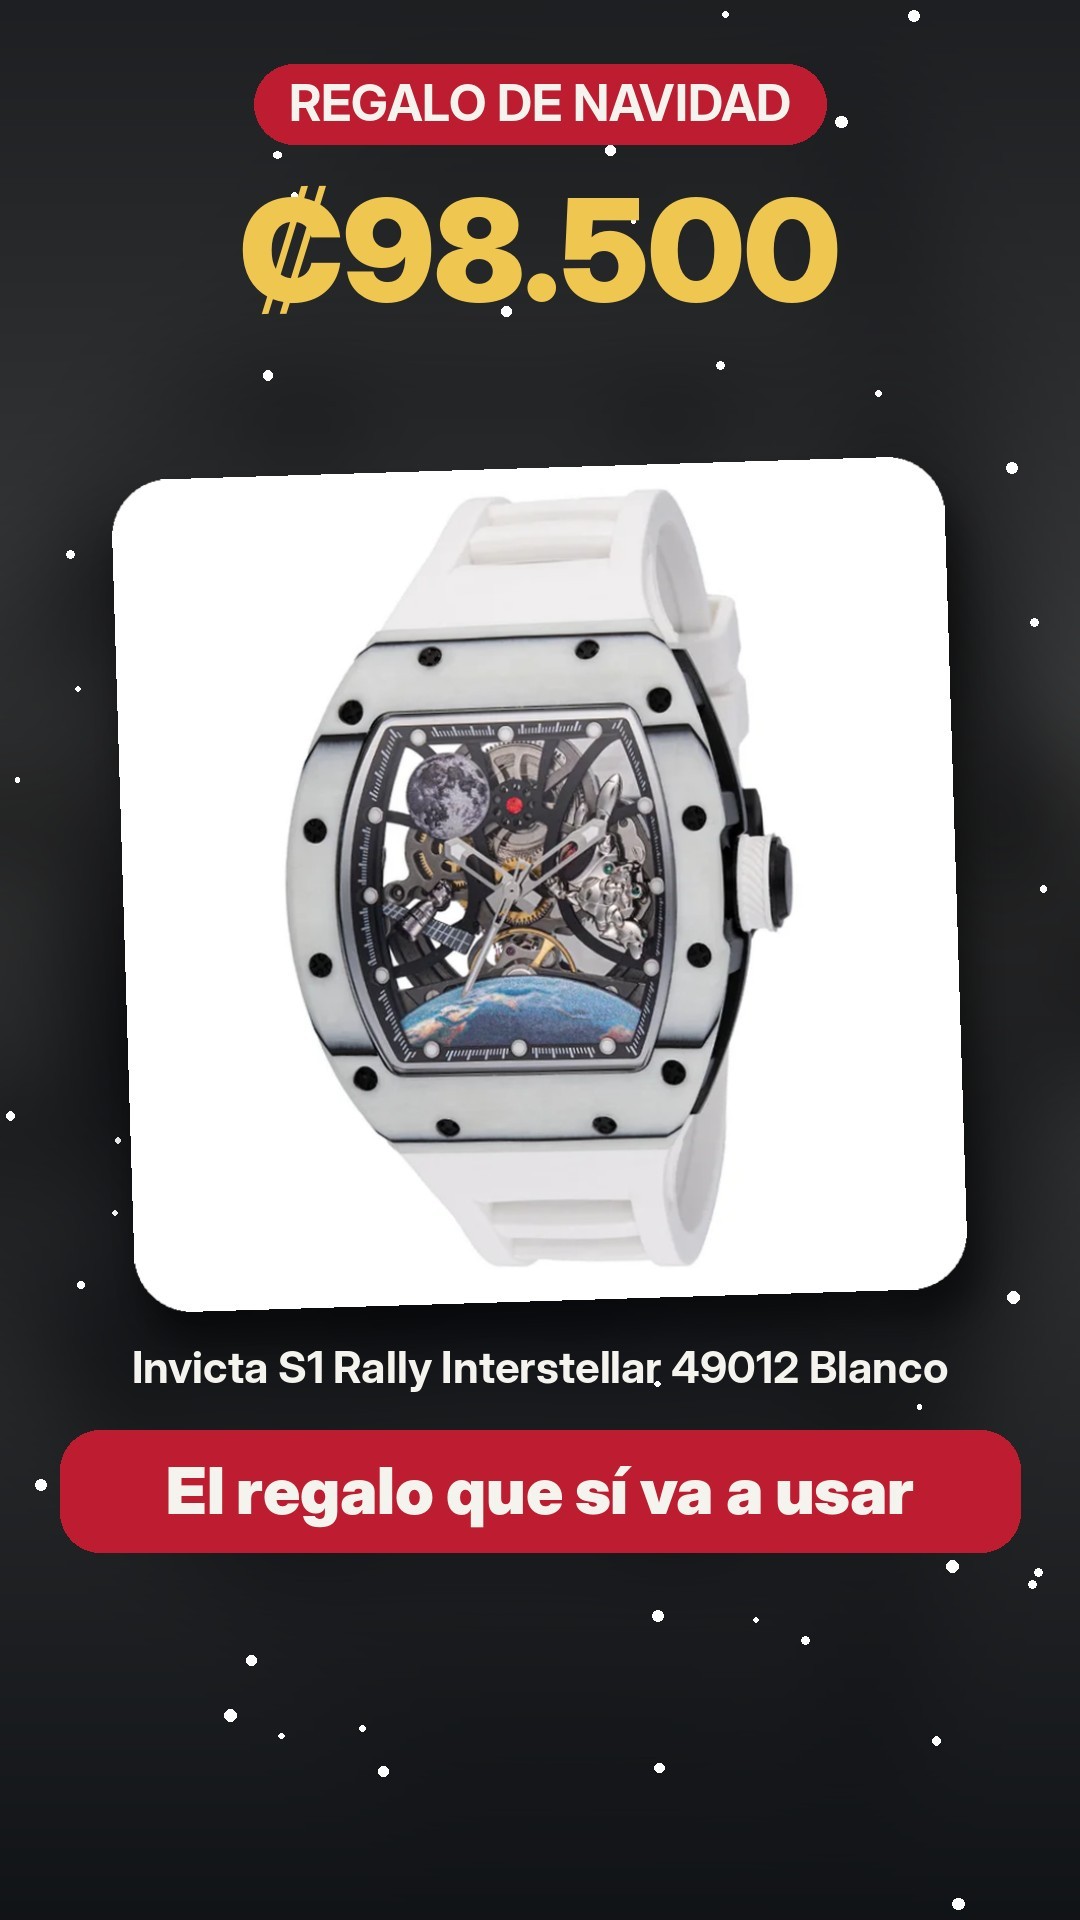 REGALO DE NAVIDAD
₡98.500
Invicta S1 Rally Interstellar 49012 Blanco
El regalo que sí va a usar